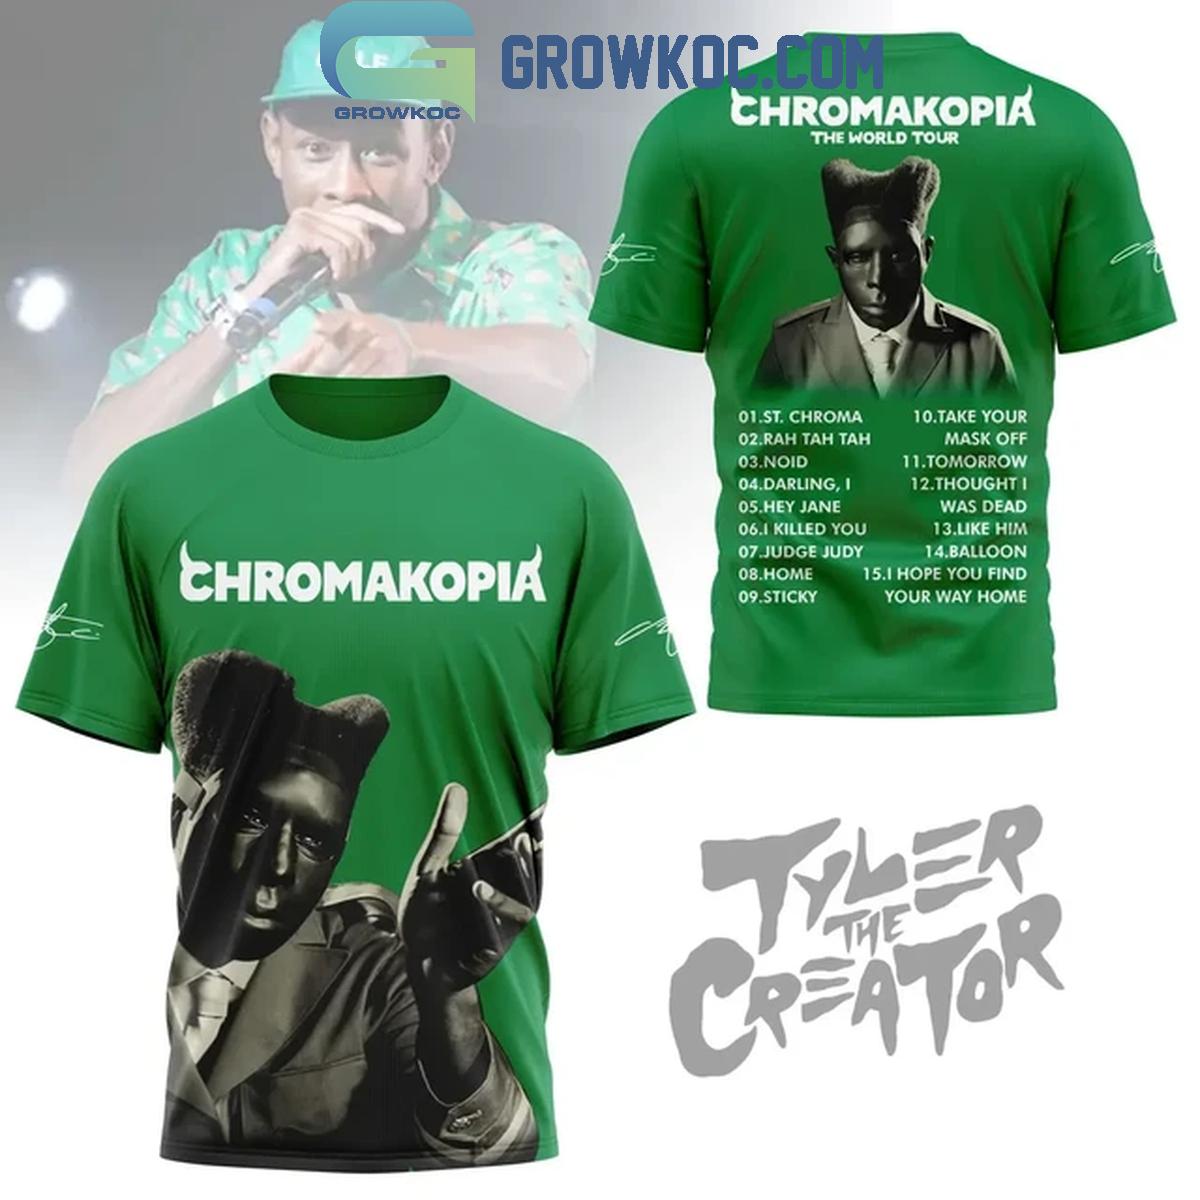 GROWKOC
GROWKOC.COM
CHROMAKOPIA
THE WORLD TOUR
01.ST. CHROMA
02.RAH TAH TAH
03.NOID
04.DARLING, I
05.HEY JANE
06.I KILLED YOU
07.JUDGE JUDY
08.HOME
09.STICKY
10.TAKE YOUR
MASK OFF
11.TOMORROW
12.THOUGHT I
WAS DEAD
13.LIKE HIM
14.BALLOON
15.I HOPE YOU FIND
YOUR WAY HOME
CHROMAKOPIA
TYLER
THE
CREATOR